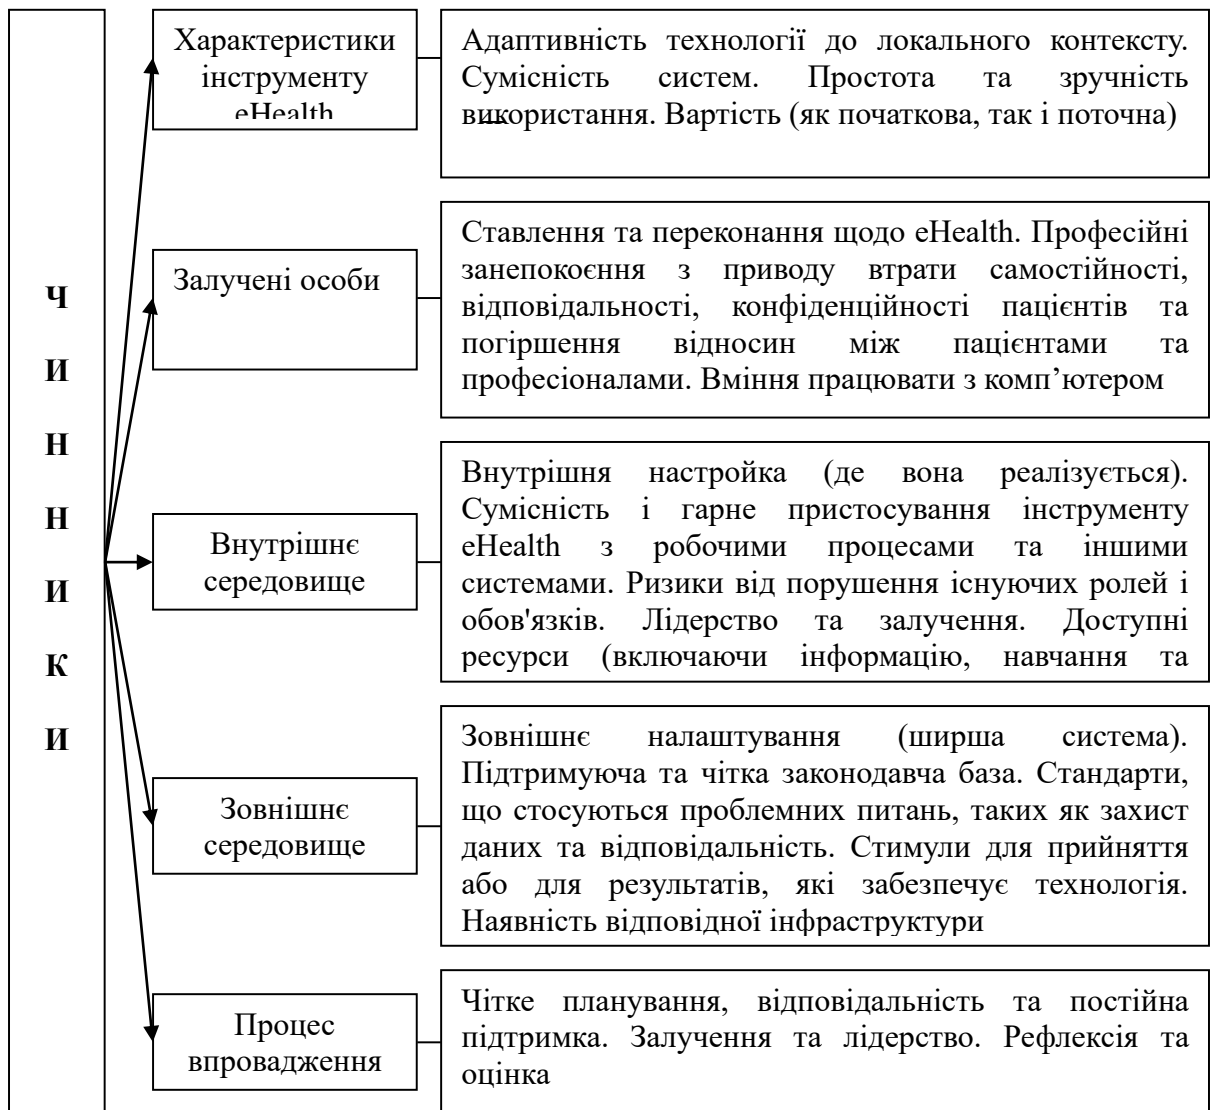 ЧИННИКИ
Характеристики
інструменту
eHealth
Адаптивність технології до локального контексту.
Сумісність систем. Простота та зручність
використання. Вартість (як початкова, так і поточна)
Залучені особи
Ставлення та переконання щодо eHealth. Професійні
занепокоєння з приводу втрати самостійності,
відповідальності, конфіденційності пацієнтів та
погіршення відносин між пацієнтами та
професіоналами. Вміння працювати з комп’ютером
Внутрішнє
середовище
Внутрішня настройка (де вона реалізується).
Сумісність і гарне пристосування інструменту
eHealth з робочими процесами та іншими
системами. Ризики від порушення існуючих ролей і
обов'язків. Лідерство та залучення. Доступні
ресурси (включаючи інформацію, навчання та
Зовнішнє
середовище
Зовнішнє налаштування (ширша система).
Підтримуюча та чітка законодавча база. Стандарти,
що стосуються проблемних питань, таких як захист
даних та відповідальність. Стимули для прийняття
або для результатів, які забезпечує технологія.
Наявність відповідної інфраструктури
Процес
впровадження
Чітке планування, відповідальність та постійна
підтримка. Залучення та лідерство. Рефлексія та
оцінка